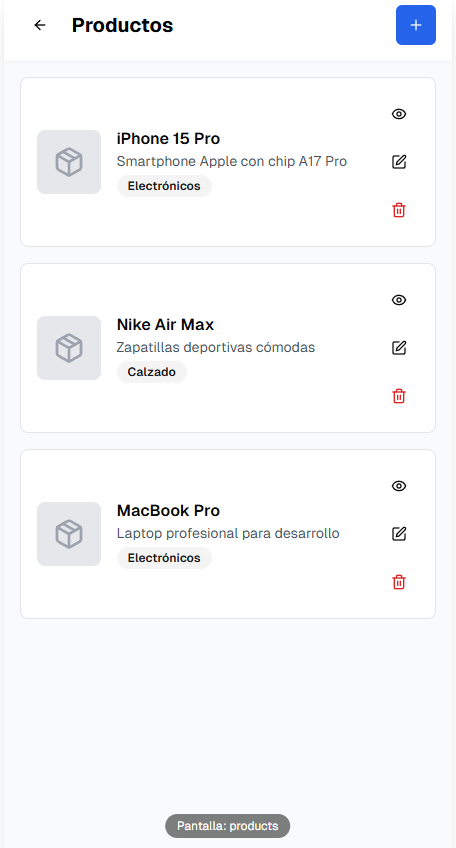 Productos
iPhone 15 Pro
Smartphone Apple con chip A17 Pro
Electrónicos
Nike Air Max
Zapatillas deportivas cómodas
Calzado
MacBook Pro
Laptop profesional para desarrollo
Electrónicos
Pantalla: products